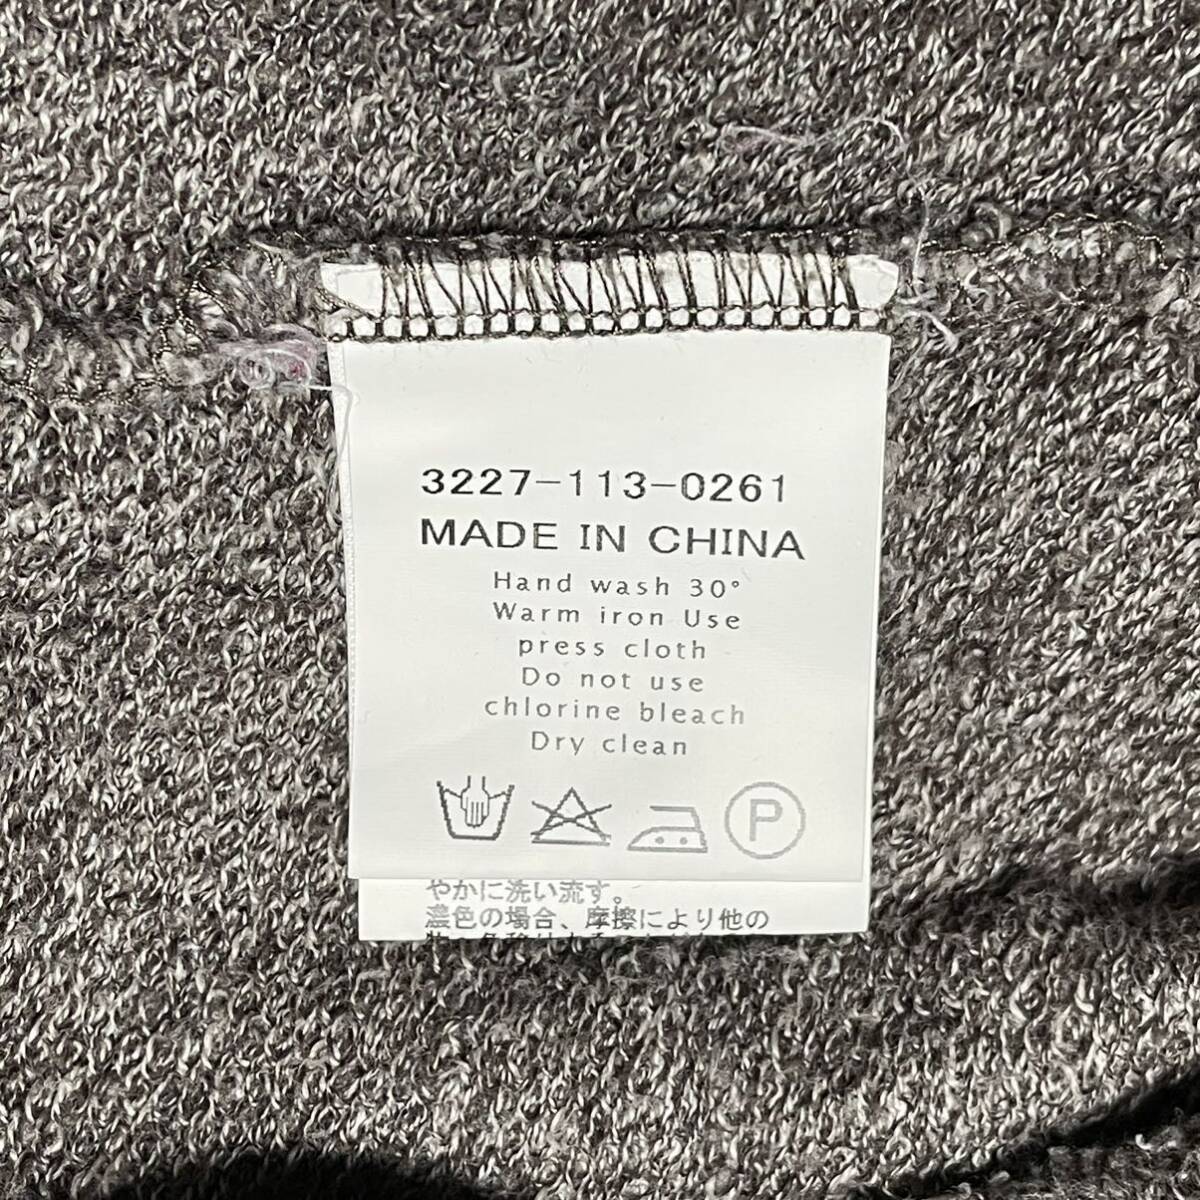 3227-113-0261
MADE IN CHINA
Hand wash 30°
Warm iron Use
press cloth
Do not use
chlorine bleach
Dry clean
P
やかに洗い流す。
濃色の場合、摩擦により他の